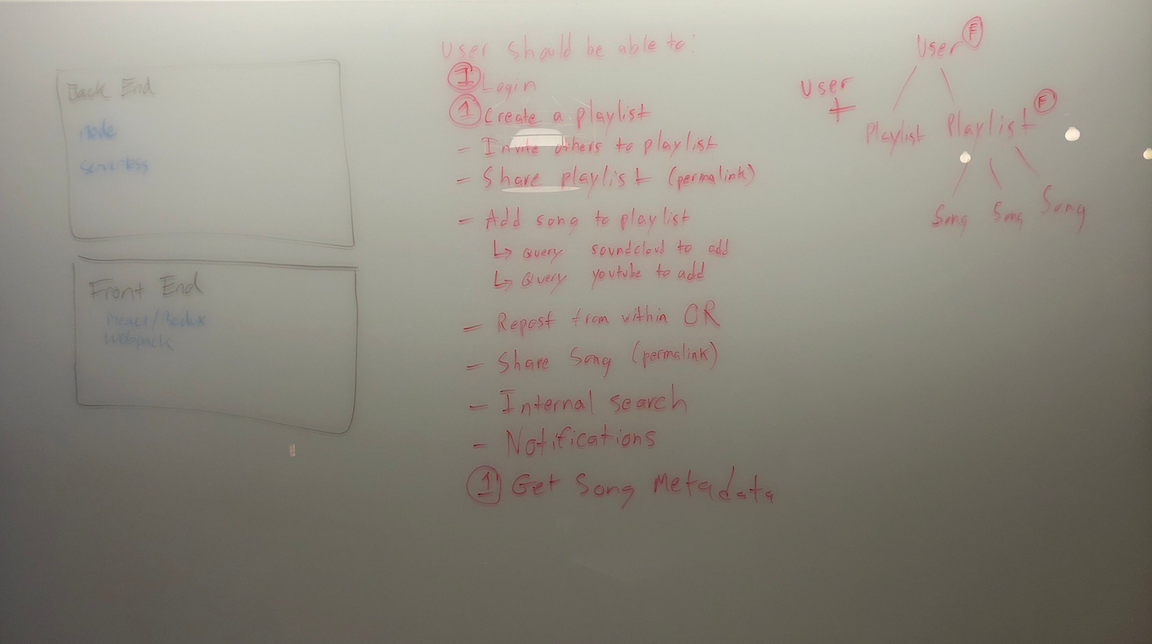 Back End
node
serverless
Front End
React/Redux
webpack
User should be able to:
① Login
① Create a playlist
- Invite others to playlist
- Share playlist (permalink)
- Add song to playlist
↳ Query soundcloud to add
↳ Query youtube to add
- Repost from within OR
- Share Song (permalink)
- Internal search
- Notifications
① Get Song Metadata
User Ⓕ
User
+
Playlist Playlist Ⓕ
Song Song Song